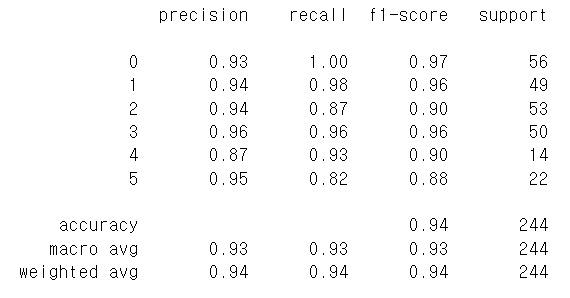 precision recall f1-score support
0 0.93 1.00 0.97 56
1 0.94 0.98 0.96 49
2 0.94 0.87 0.90 53
3 0.96 0.96 0.96 50
4 0.87 0.93 0.90 14
5 0.95 0.82 0.88 22
accuracy 0.94 244
macro avg 0.93 0.93 0.93 244
weighted avg 0.94 0.94 0.94 244